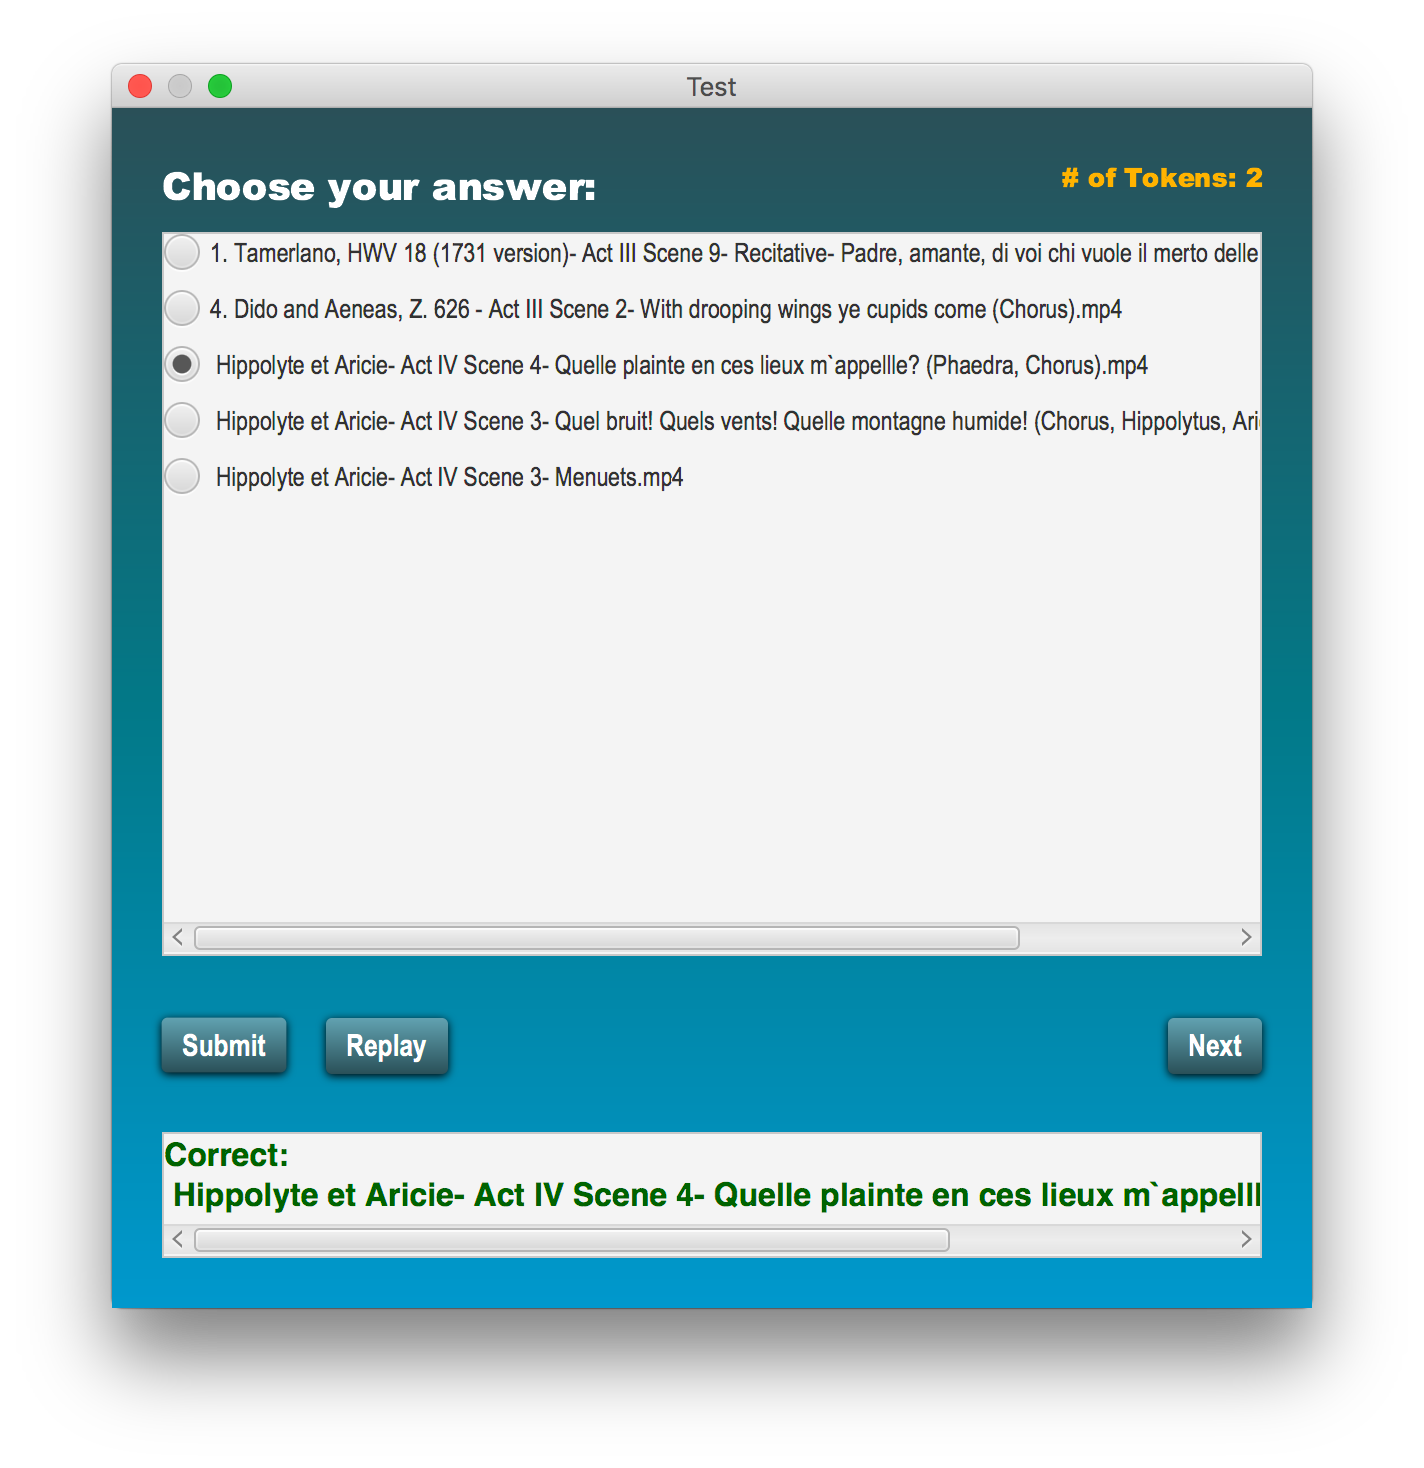 Test
Choose your answer:
# of Tokens: 2
1. Tamerlano, HWV 18 (1731 version)- Act III Scene 9- Recitative- Padre, amante, di voi chi vuole il merto delle
4. Dido and Aeneas, Z. 626 - Act III Scene 2- With drooping wings ye cupids come (Chorus).mp4
Hippolyte et Aricie- Act IV Scene 4- Quelle plainte en ces lieux m`appellle? (Phaedra, Chorus).mp4
Hippolyte et Aricie- Act IV Scene 3- Quel bruit! Quels vents! Quelle montagne humide! (Chorus, Hippolytus, Ari
Hippolyte et Aricie- Act IV Scene 3- Menuets.mp4
Submit
Replay
Next
Correct:
Hippolyte et Aricie- Act IV Scene 4- Quelle plainte en ces lieux m`appelll